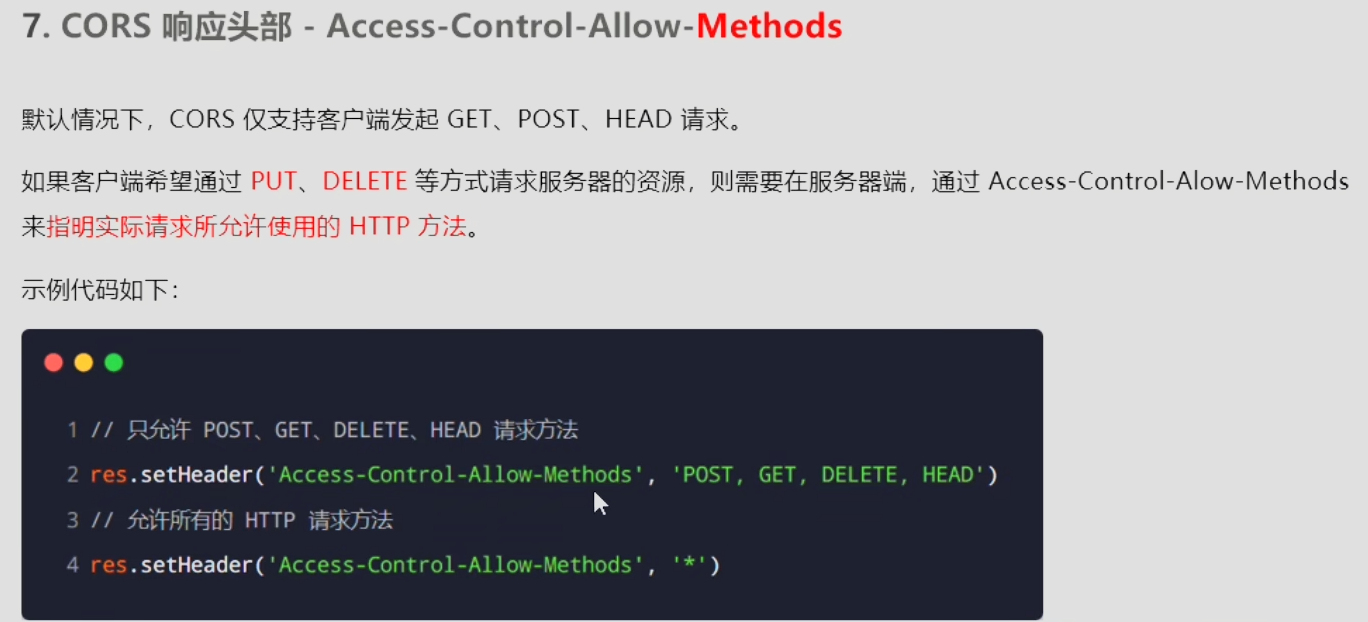 7. CORS 响应头部 - Access-Control-Allow-Methods
默认情况下，CORS 仅支持客户端发起 GET、POST、HEAD 请求。
如果客户端希望通过 PUT、DELETE 等方式请求服务器的资源，则需要在服务器端，通过 Access-Control-Alow-Methods
来指明实际请求所允许使用的 HTTP 方法。
示例代码如下：
1 // 只允许 POST、GET、DELETE、HEAD 请求方法
2 res.setHeader('Access-Control-Allow-Methods', 'POST, GET, DELETE, HEAD')
3 // 允许所有的 HTTP 请求方法
4 res.setHeader('Access-Control-Allow-Methods', '*')